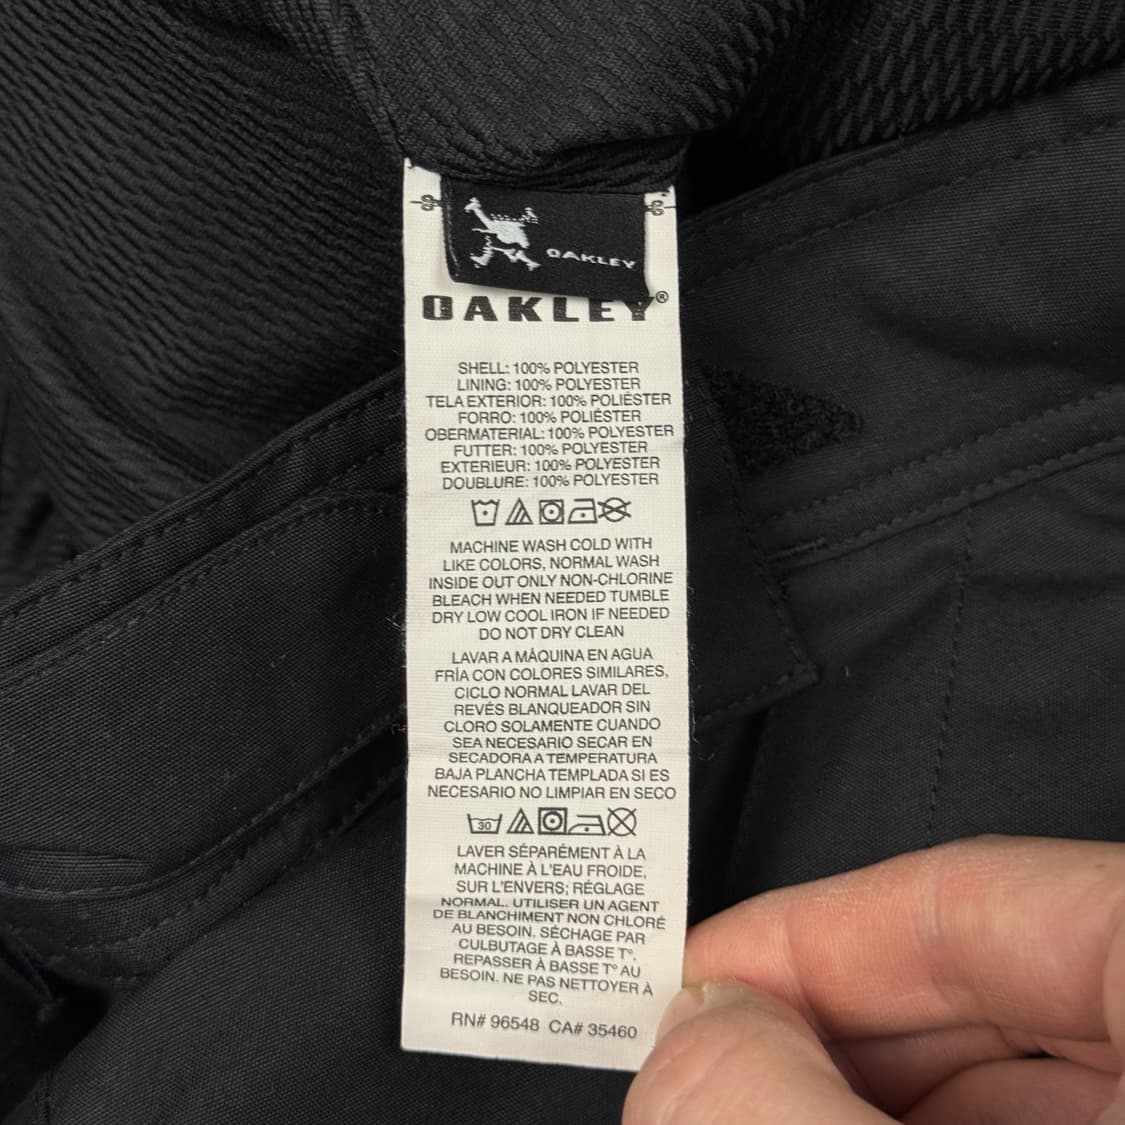 OAKLEY
OAKLEY®
SHELL: 100% POLYESTER
LINING: 100% POLYESTER
TELA EXTERIOR: 100% POLIÉSTER
FORRO: 100% POLIÉSTER
OBERMATERIAL: 100% POLYESTER
FUTTER: 100% POLYESTER
EXTERIEUR: 100% POLYESTER
DOUBLURE: 100% POLYESTER
MACHINE WASH COLD WITH
LIKE COLORS, NORMAL WASH
INSIDE OUT ONLY NON-CHLORINE
BLEACH WHEN NEEDED TUMBLE
DRY LOW COOL IRON IF NEEDED
DO NOT DRY CLEAN
LAVAR A MÁQUINA EN AGUA
FRÍA CON COLORES SIMILARES,
CICLO NORMAL LAVAR DEL
REVÉS BLANQUEADOR SIN
CLORO SOLAMENTE CUANDO
SEA NECESARIO SECAR EN
SECADORA A TEMPERATURA
BAJA PLANCHA TEMPLADA SI ES
NECESARIO NO LIMPIAR EN SECO
30
LAVER SÉPARÉMENT À LA
MACHINE À L'EAU FROIDE,
SUR L'ENVERS; RÉGLAGE
NORMAL. UTILISER UN AGENT
DE BLANCHIMENT NON CHLORÉ
AU BESOIN. SÉCHAGE PAR
CULBUTAGE À BASSE T°.
REPASSER À BASSE T° AU
BESOIN. NE PAS NETTOYER À
SEC.
RN# 96548 CA# 35460